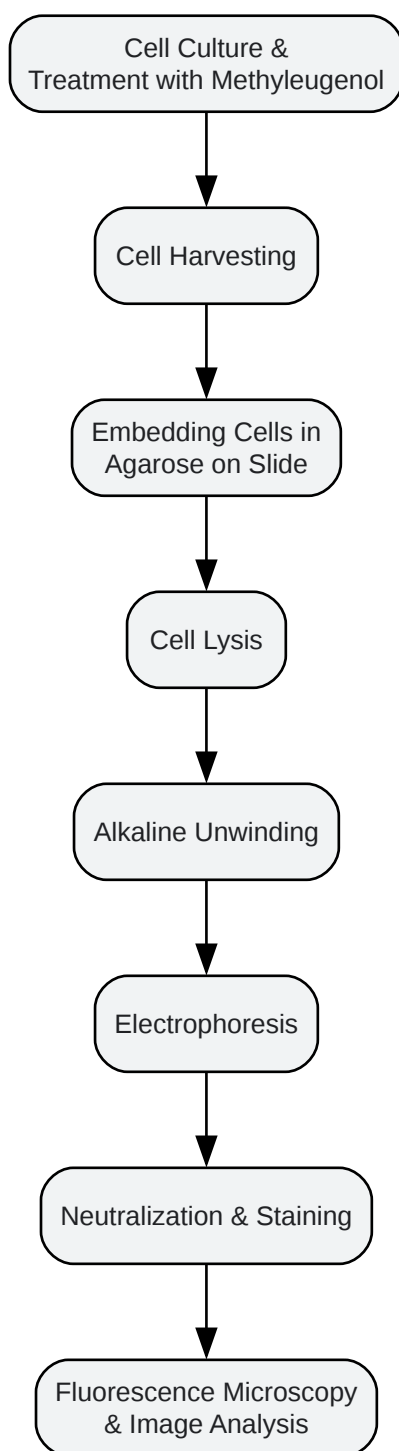 Cell Culture &
Treatment with Methyleugenol
Cell Harvesting
Embedding Cells in
Agarose on Slide
Cell Lysis
Alkaline Unwinding
Electrophoresis
Neutralization & Staining
Fluorescence Microscopy
& Image Analysis